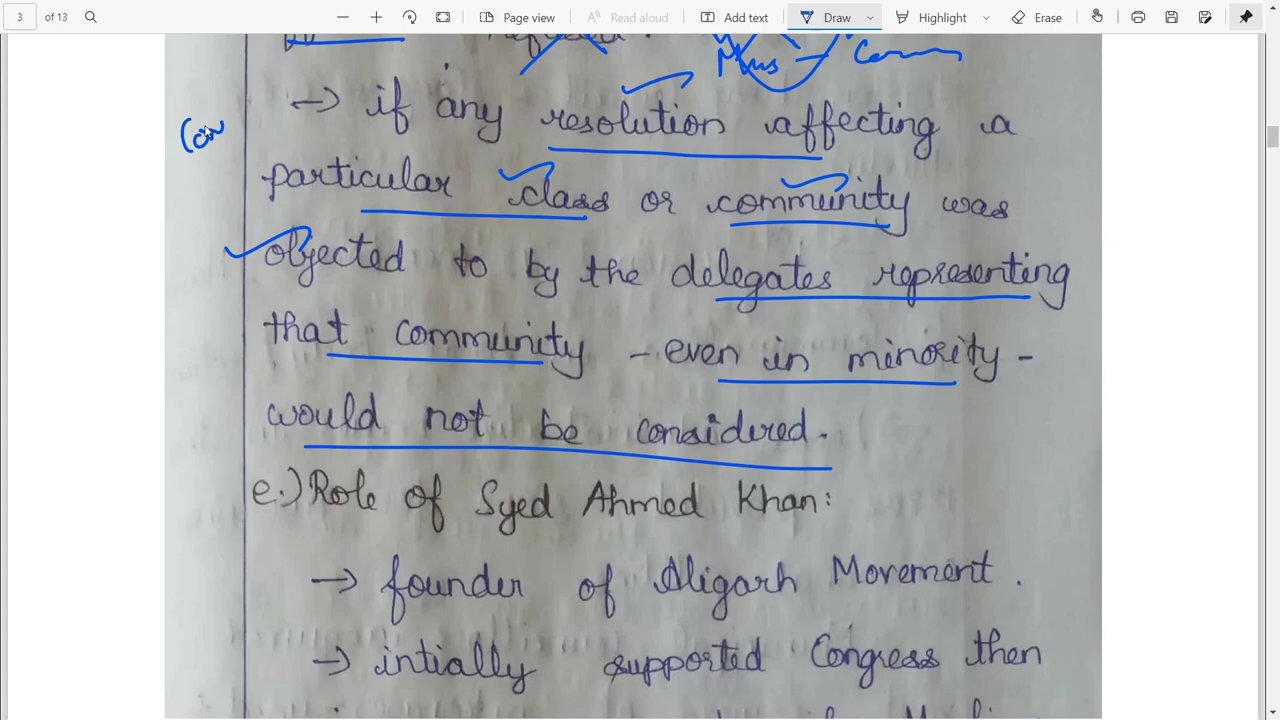 3 of 13 Page view Read aloud Add text Draw Highlight Erase
Mus - Comm
→ if any resolution affecting a
particular class or community was
objected to by the delegates representing
that community - even in minority -
would not be considered.
e.) Role of Syed Ahmed Khan:
→ founder of Aligarh Movement.
→ intially supported Congress then